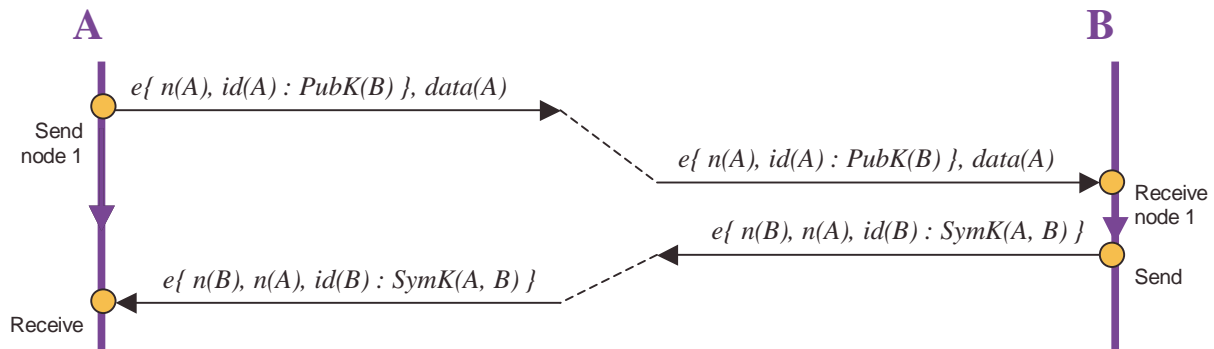 A
B
e{ n(A), id(A) : PubK(B) }, data(A)
Send
node 1
e{ n(A), id(A) : PubK(B) }, data(A)
Receive
node 1
e{ n(B), n(A), id(B) : SymK(A, B) }
e{ n(B), n(A), id(B) : SymK(A, B) }
Send
Receive